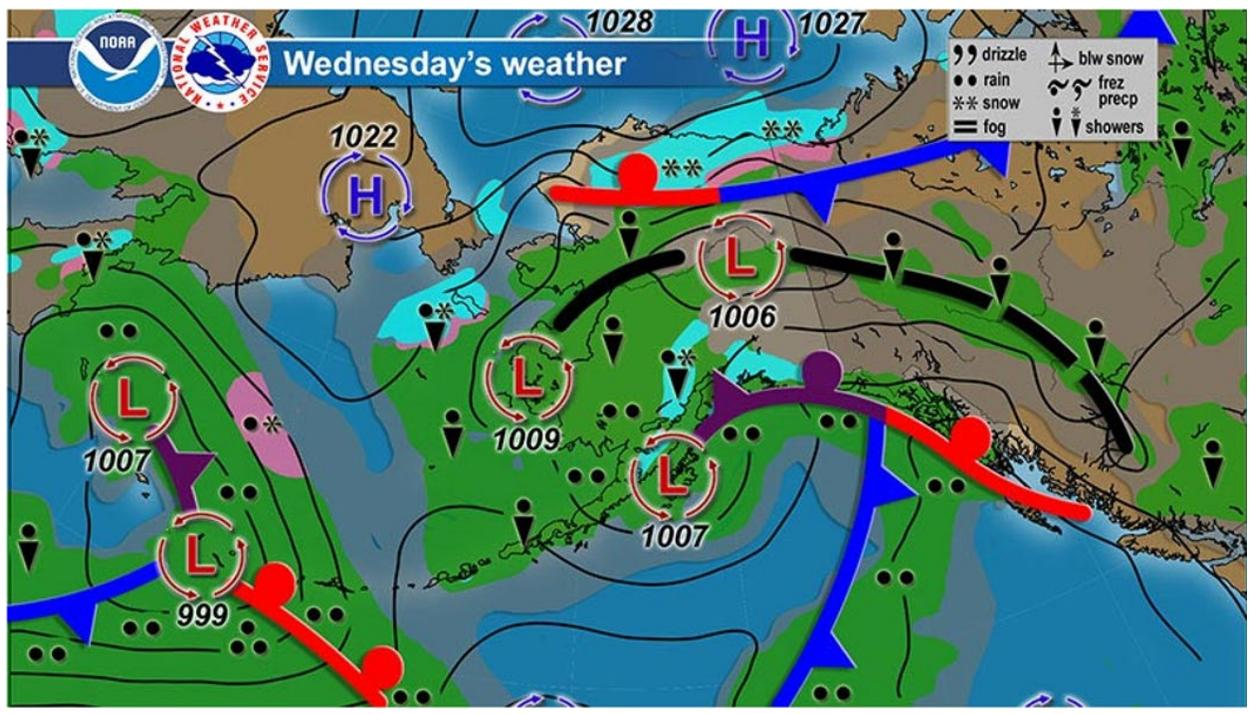 1028
1027
NOAA
NATIONAL WEATHER SERVICE
Wednesday's weather
drizzle
rain
snow
fog
blw snow
frez
precp
showers
1022
H
H
L
1006
L
1009
L
1007
L
1007
L
999